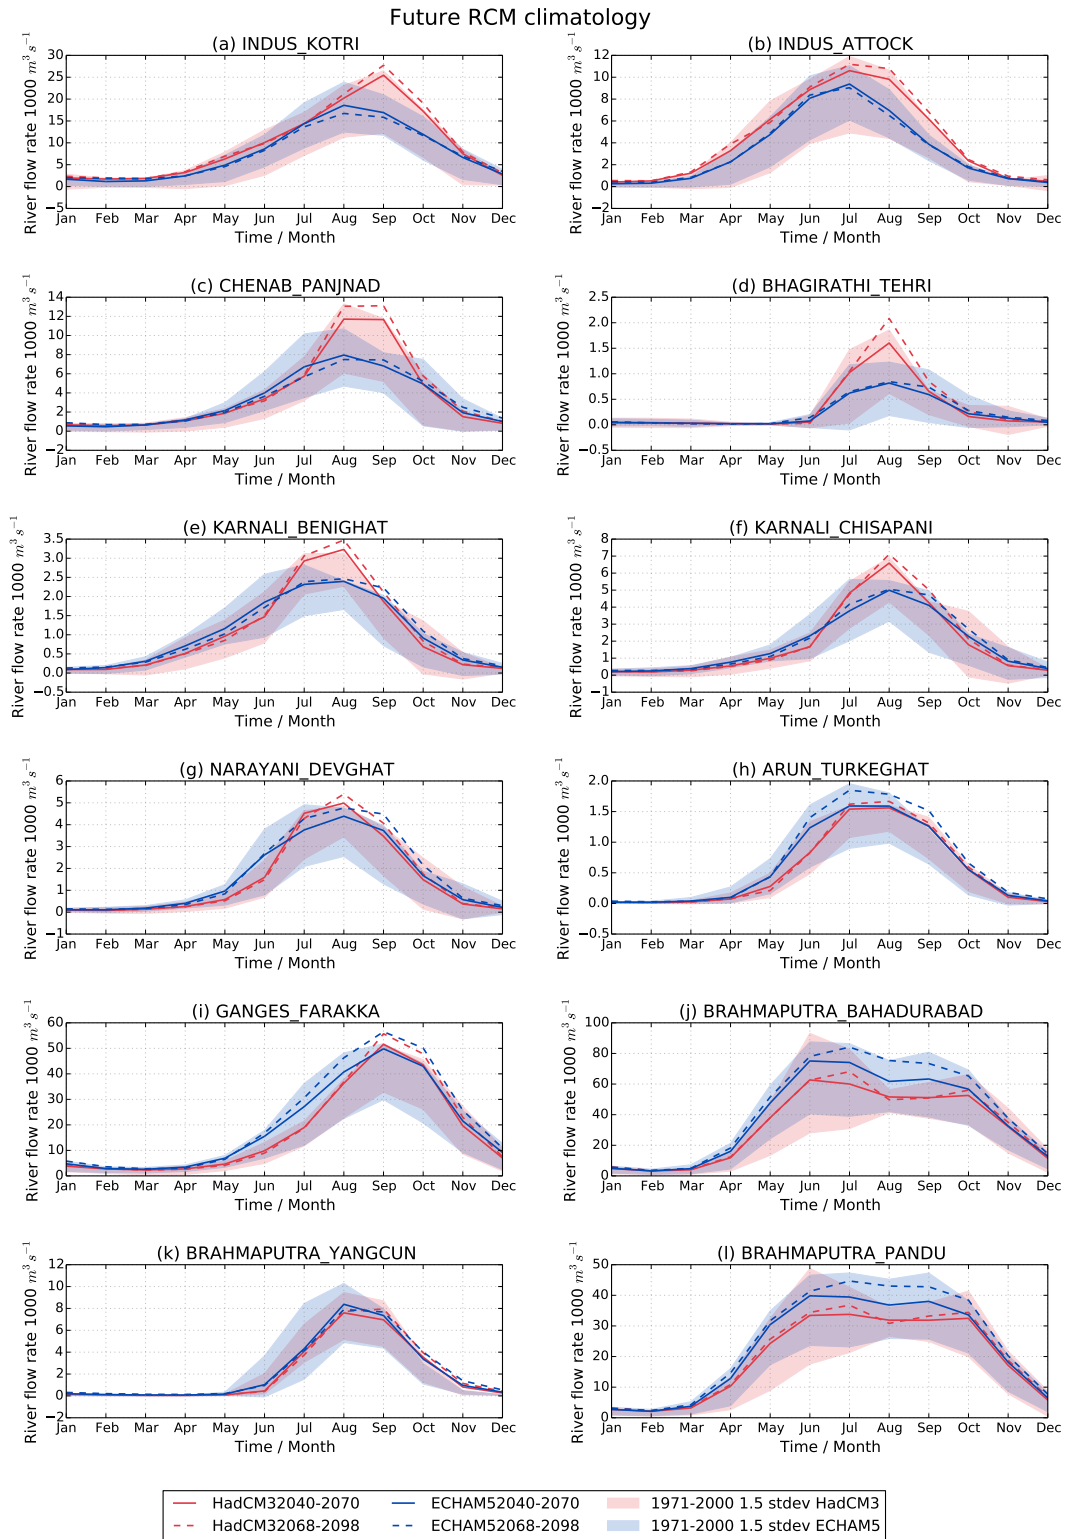 Future RCM climatology
(a) INDUS_KOTRI
River flow rate 1000 m³ s⁻¹
30
25
20
15
10
5
0
−5
Jan Feb Mar Apr May Jun Jul Aug Sep Oct Nov Dec
Time / Month
(b) INDUS_ATTOCK
River flow rate 1000 m³ s⁻¹
12
10
8
6
4
2
0
−2
Jan Feb Mar Apr May Jun Jul Aug Sep Oct Nov Dec
Time / Month
(c) CHENAB_PANJNAD
River flow rate 1000 m³ s⁻¹
14
12
10
8
6
4
2
0
−2
Jan Feb Mar Apr May Jun Jul Aug Sep Oct Nov Dec
Time / Month
(d) BHAGIRATHI_TEHRI
River flow rate 1000 m³ s⁻¹
2.5
2.0
1.5
1.0
0.5
0.0
−0.5
Jan Feb Mar Apr May Jun Jul Aug Sep Oct Nov Dec
Time / Month
(e) KARNALI_BENIGHAT
River flow rate 1000 m³ s⁻¹
3.5
3.0
2.5
2.0
1.5
1.0
0.5
0.0
−0.5
Jan Feb Mar Apr May Jun Jul Aug Sep Oct Nov Dec
Time / Month
(f) KARNALI_CHISAPANI
River flow rate 1000 m³ s⁻¹
8
7
6
5
4
3
2
1
0
−1
Jan Feb Mar Apr May Jun Jul Aug Sep Oct Nov Dec
Time / Month
(g) NARAYANI_DEVGHAT
River flow rate 1000 m³ s⁻¹
6
5
4
3
2
1
0
−1
Jan Feb Mar Apr May Jun Jul Aug Sep Oct Nov Dec
Time / Month
(h) ARUN_TURKEGHAT
River flow rate 1000 m³ s⁻¹
2.0
1.5
1.0
0.5
0.0
−0.5
Jan Feb Mar Apr May Jun Jul Aug Sep Oct Nov Dec
Time / Month
(i) GANGES_FARAKKA
River flow rate 1000 m³ s⁻¹
60
50
40
30
20
10
0
Jan Feb Mar Apr May Jun Jul Aug Sep Oct Nov Dec
Time / Month
(j) BRAHMAPUTRA_BAHADURABAD
River flow rate 1000 m³ s⁻¹
100
80
60
40
20
0
Jan Feb Mar Apr May Jun Jul Aug Sep Oct Nov Dec
Time / Month
(k) BRAHMAPUTRA_YANGCUN
River flow rate 1000 m³ s⁻¹
12
10
8
6
4
2
0
−2
Jan Feb Mar Apr May Jun Jul Aug Sep Oct Nov Dec
Time / Month
(l) BRAHMAPUTRA_PANDU
River flow rate 1000 m³ s⁻¹
50
40
30
20
10
0
Jan Feb Mar Apr May Jun Jul Aug Sep Oct Nov Dec
Time / Month
HadCM32040-2070
HadCM32068-2098
ECHAM52040-2070
ECHAM52068-2098
1971-2000 1.5 stdev HadCM3
1971-2000 1.5 stdev ECHAM5